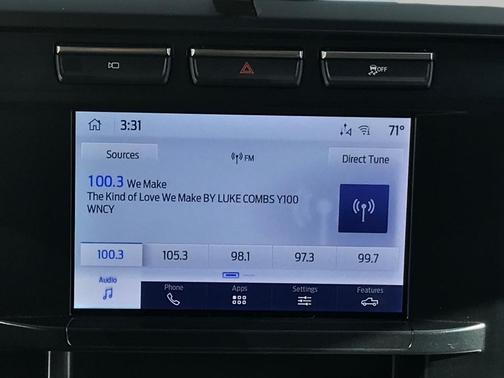 OFF
3:31
71°
Sources
FM
Direct Tune
100.3 We Make
The Kind of Love We Make BY LUKE COMBS Y100
WNCY
100.3 105.3 98.1 97.3 99.7
Audio Phone Apps Settings Features